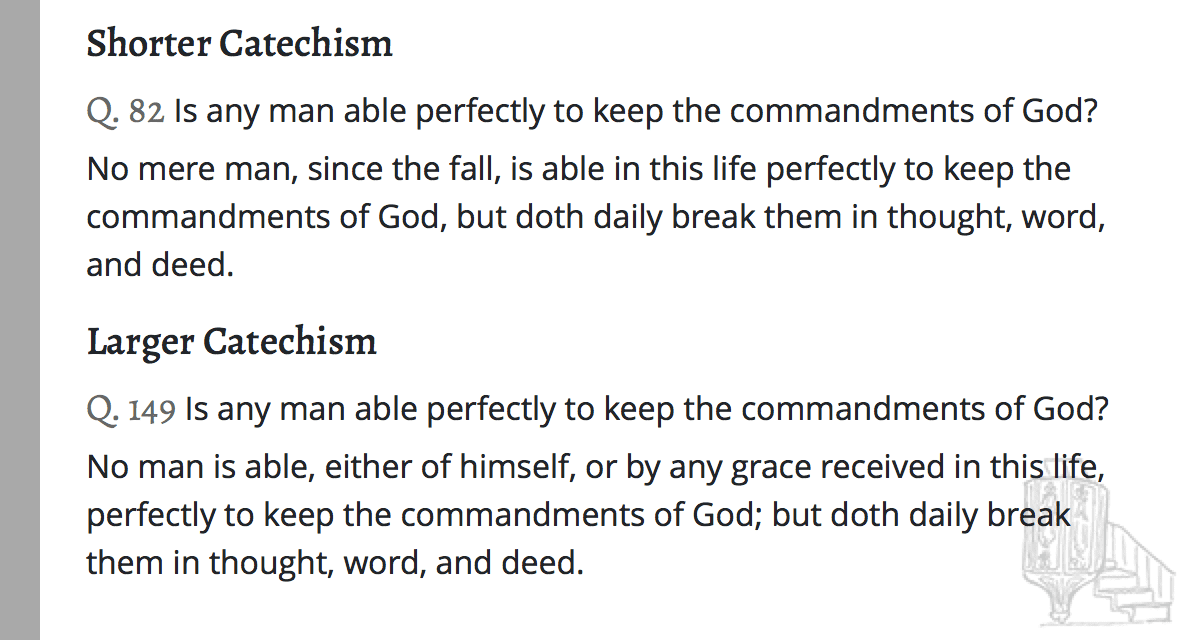 Shorter Catechism
Q. 82 Is any man able perfectly to keep the commandments of God?
No mere man, since the fall, is able in this life perfectly to keep the
commandments of God, but doth daily break them in thought, word,
and deed.
Larger Catechism
Q. 149 Is any man able perfectly to keep the commandments of God?
No man is able, either of himself, or by any grace received in this life,
perfectly to keep the commandments of God; but doth daily break
them in thought, word, and deed.